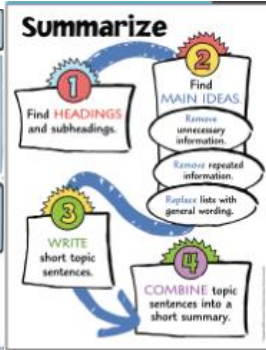 Summarize
1
Find HEADINGS
and subheadings.
2
Find
MAIN IDEAS.
Remove
unnecessary
information.
Remove repeated
information.
Replace lists with
general wording.
3
WRITE
short topic
sentences.
4
COMBINE topic
sentences into a
short summary.